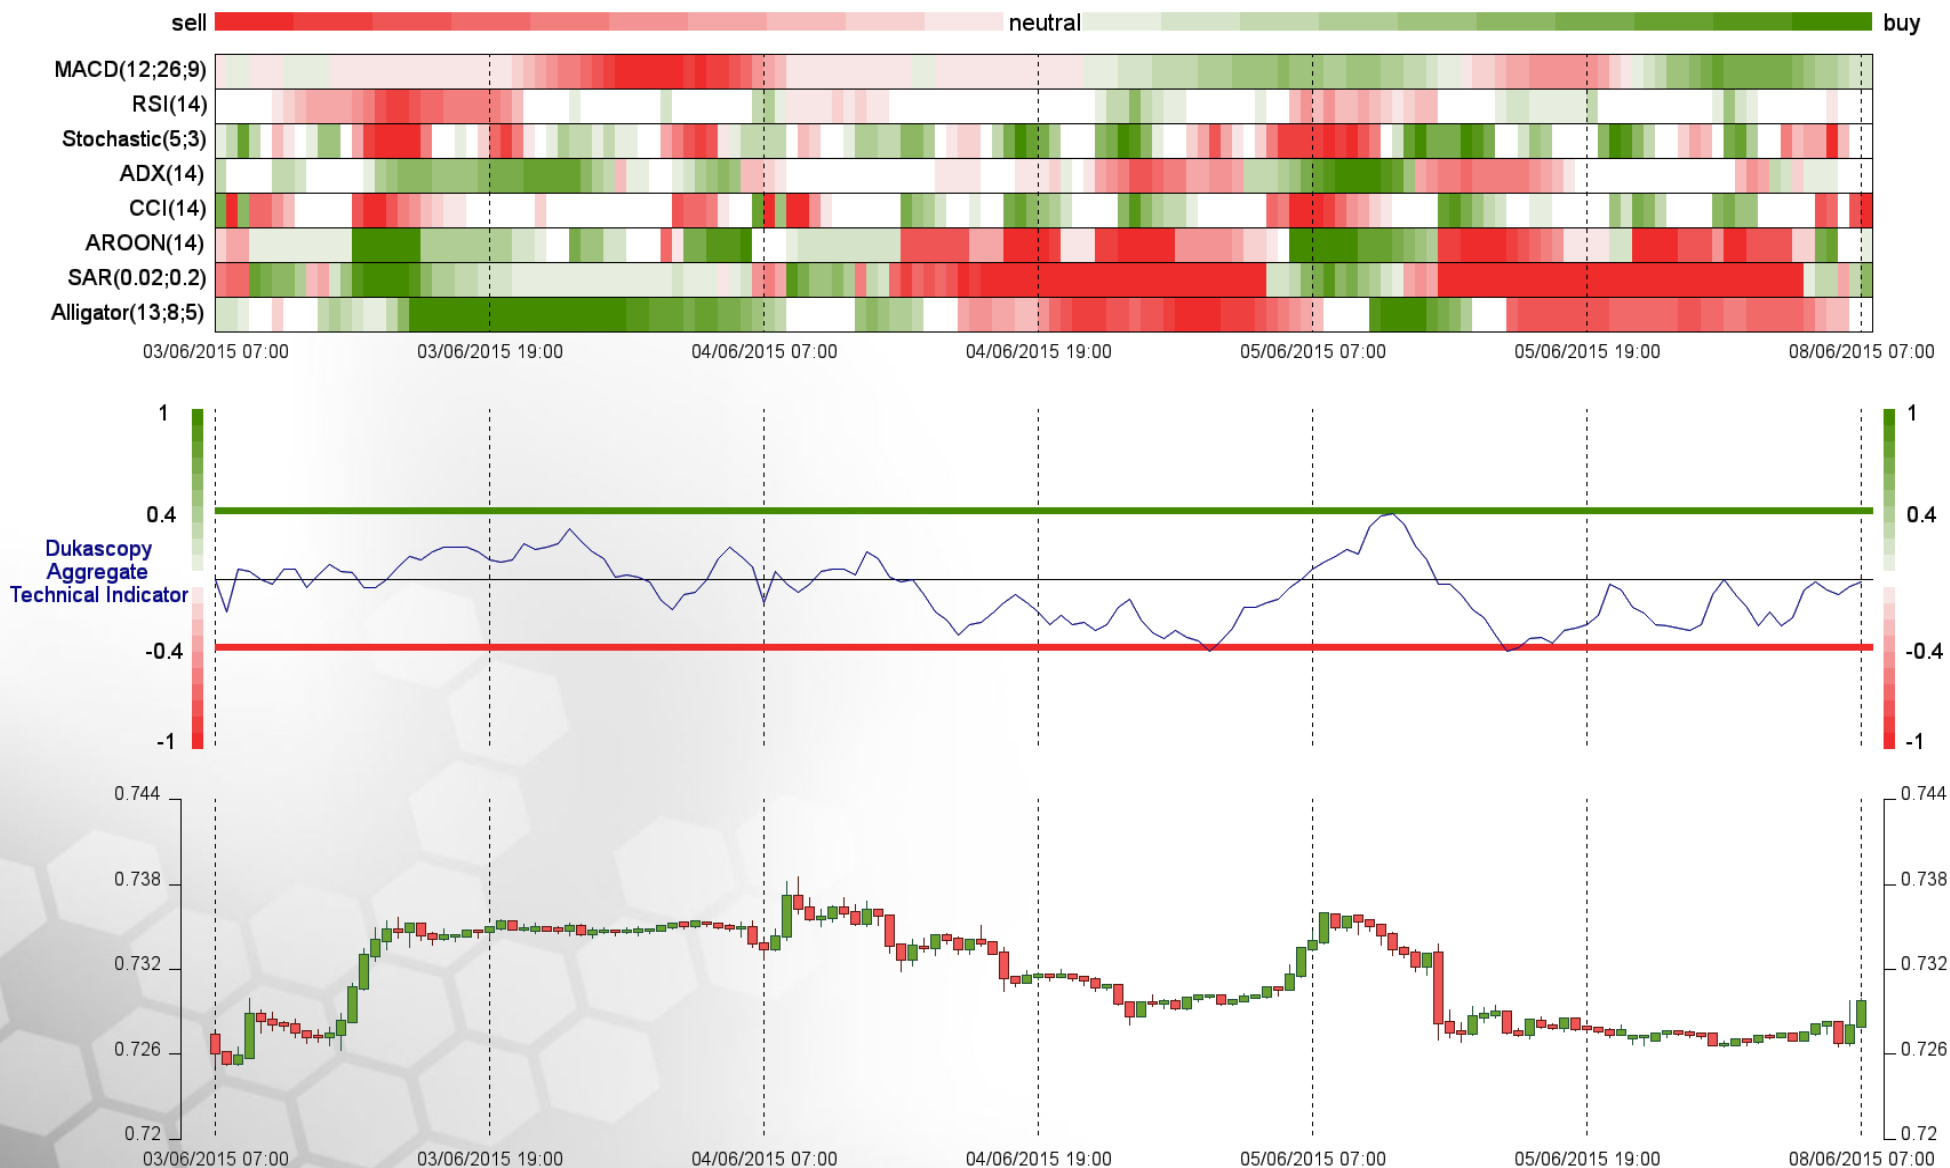 sell neutral buy
MACD(12;26;9)
RSI(14)
Stochastic(5;3)
ADX(14)
CCI(14)
AROON(14)
SAR(0.02;0.2)
Alligator(13;8;5)
03/06/2015 07:00 03/06/2015 19:00 04/06/2015 07:00 04/06/2015 19:00 05/06/2015 07:00 05/06/2015 19:00 08/06/2015 07:00
1 1
0.4 0.4
Dukascopy
Aggregate
Technical Indicator
-0.4 -0.4
-1 -1
0.744 0.744
0.738 0.738
0.732 0.732
0.726 0.726
0.72 0.72
03/06/2015 07:00 03/06/2015 19:00 04/06/2015 07:00 04/06/2015 19:00 05/06/2015 07:00 05/06/2015 19:00 08/06/2015 07:00